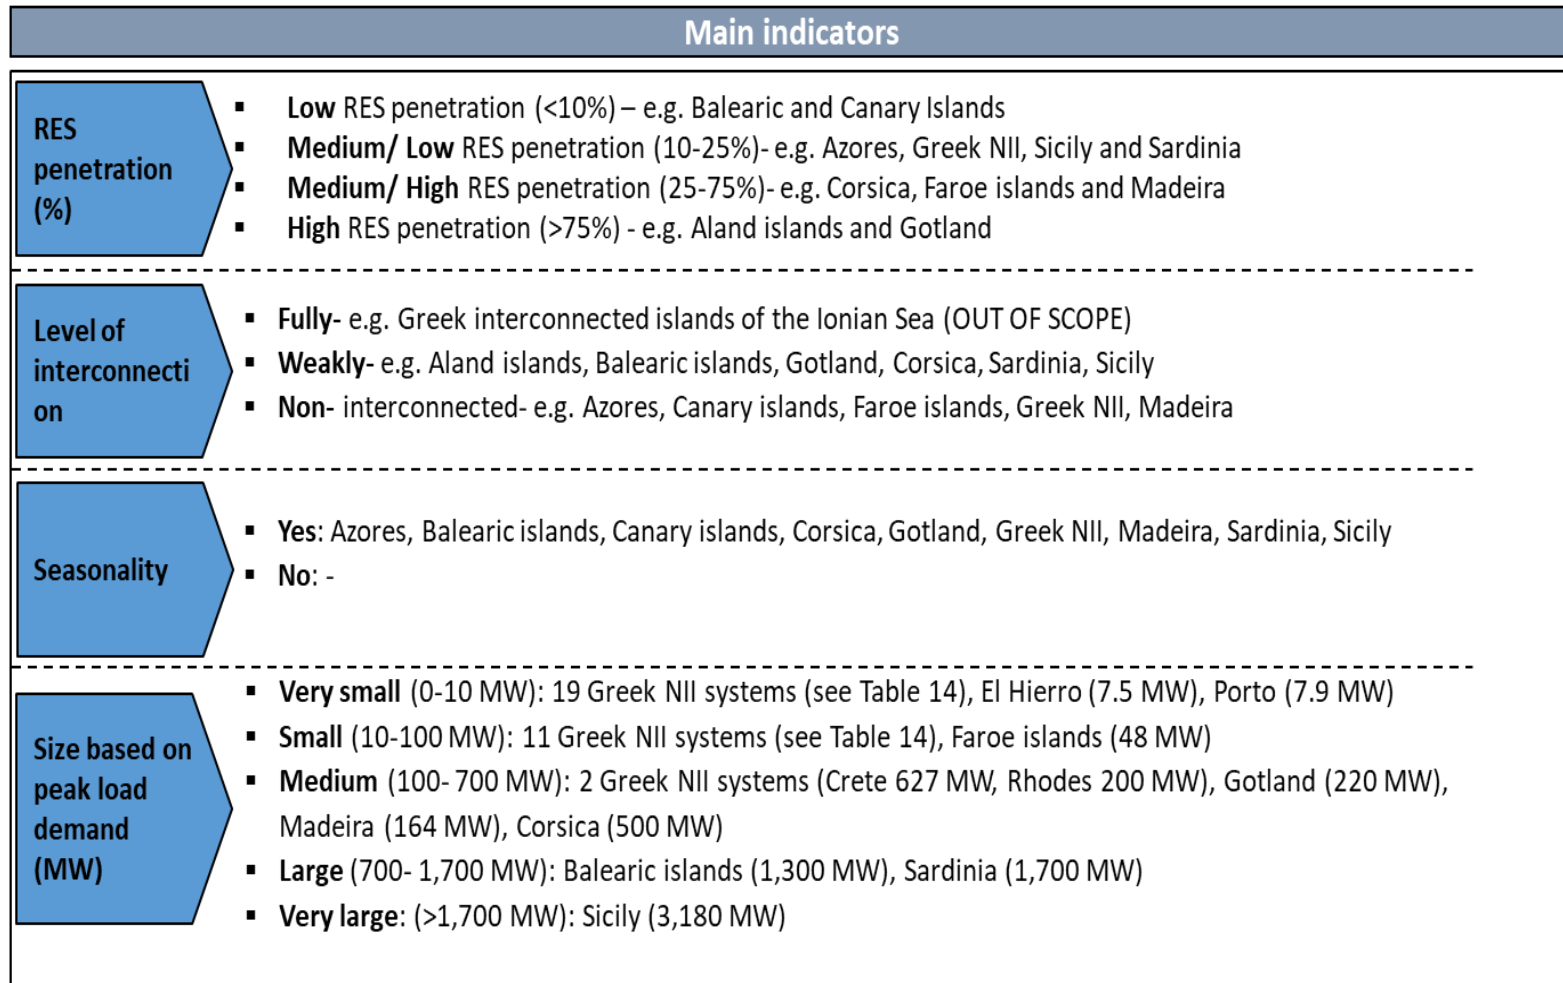 Main indicators
RES
penetration
(%)
▪ Low RES penetration (<10%) – e.g. Balearic and Canary Islands
▪ Medium/ Low RES penetration (10-25%)- e.g. Azores, Greek NII, Sicily and Sardinia
▪ Medium/ High RES penetration (25-75%)- e.g. Corsica, Faroe islands and Madeira
▪ High RES penetration (>75%) - e.g. Aland islands and Gotland
Level of
interconnecti
on
▪ Fully- e.g. Greek interconnected islands of the Ionian Sea (OUT OF SCOPE)
▪ Weakly- e.g. Aland islands, Balearic islands, Gotland, Corsica, Sardinia, Sicily
▪ Non- interconnected- e.g. Azores, Canary islands, Faroe islands, Greek NII, Madeira
Seasonality
▪ Yes: Azores, Balearic islands, Canary islands, Corsica, Gotland, Greek NII, Madeira, Sardinia, Sicily
▪ No: -
Size based on
peak load
demand
(MW)
▪ Very small (0-10 MW): 19 Greek NII systems (see Table 14), El Hierro (7.5 MW), Porto (7.9 MW)
▪ Small (10-100 MW): 11 Greek NII systems (see Table 14), Faroe islands (48 MW)
▪ Medium (100- 700 MW): 2 Greek NII systems (Crete 627 MW, Rhodes 200 MW), Gotland (220 MW),
Madeira (164 MW), Corsica (500 MW)
▪ Large (700- 1,700 MW): Balearic islands (1,300 MW), Sardinia (1,700 MW)
▪ Very large: (>1,700 MW): Sicily (3,180 MW)